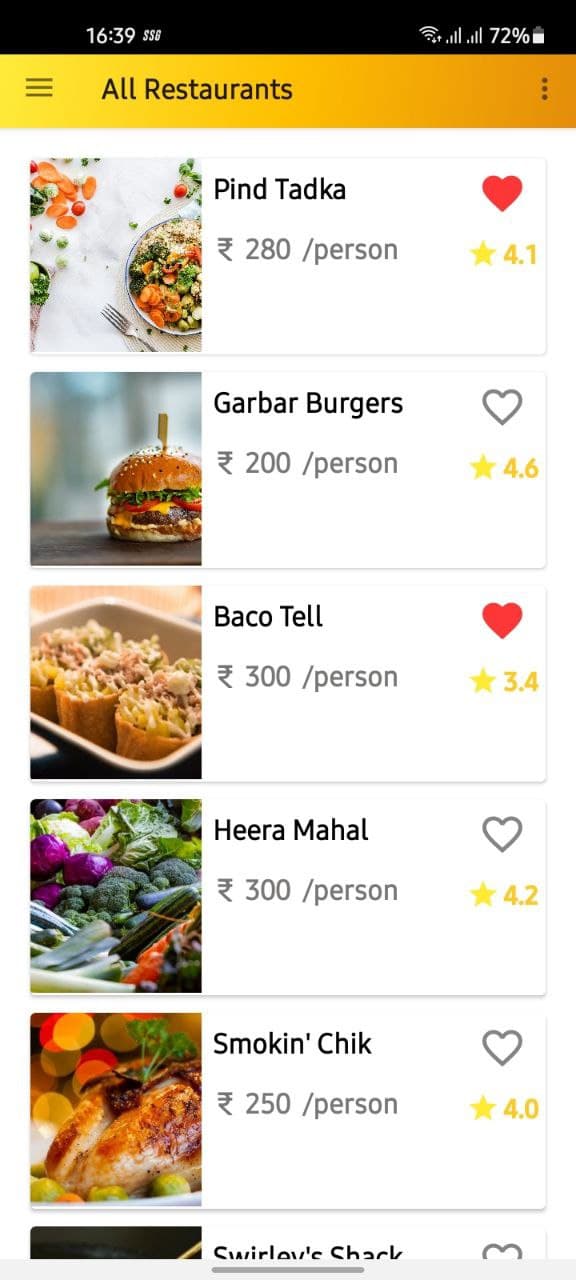 16:39 SSG 72%
All Restaurants
Pind Tadka
₹ 280 /person
4.1
Garbar Burgers
₹ 200 /person
4.6
Baco Tell
₹ 300 /person
3.4
Heera Mahal
₹ 300 /person
4.2
Smokin' Chik
₹ 250 /person
4.0
Swirley's Shack